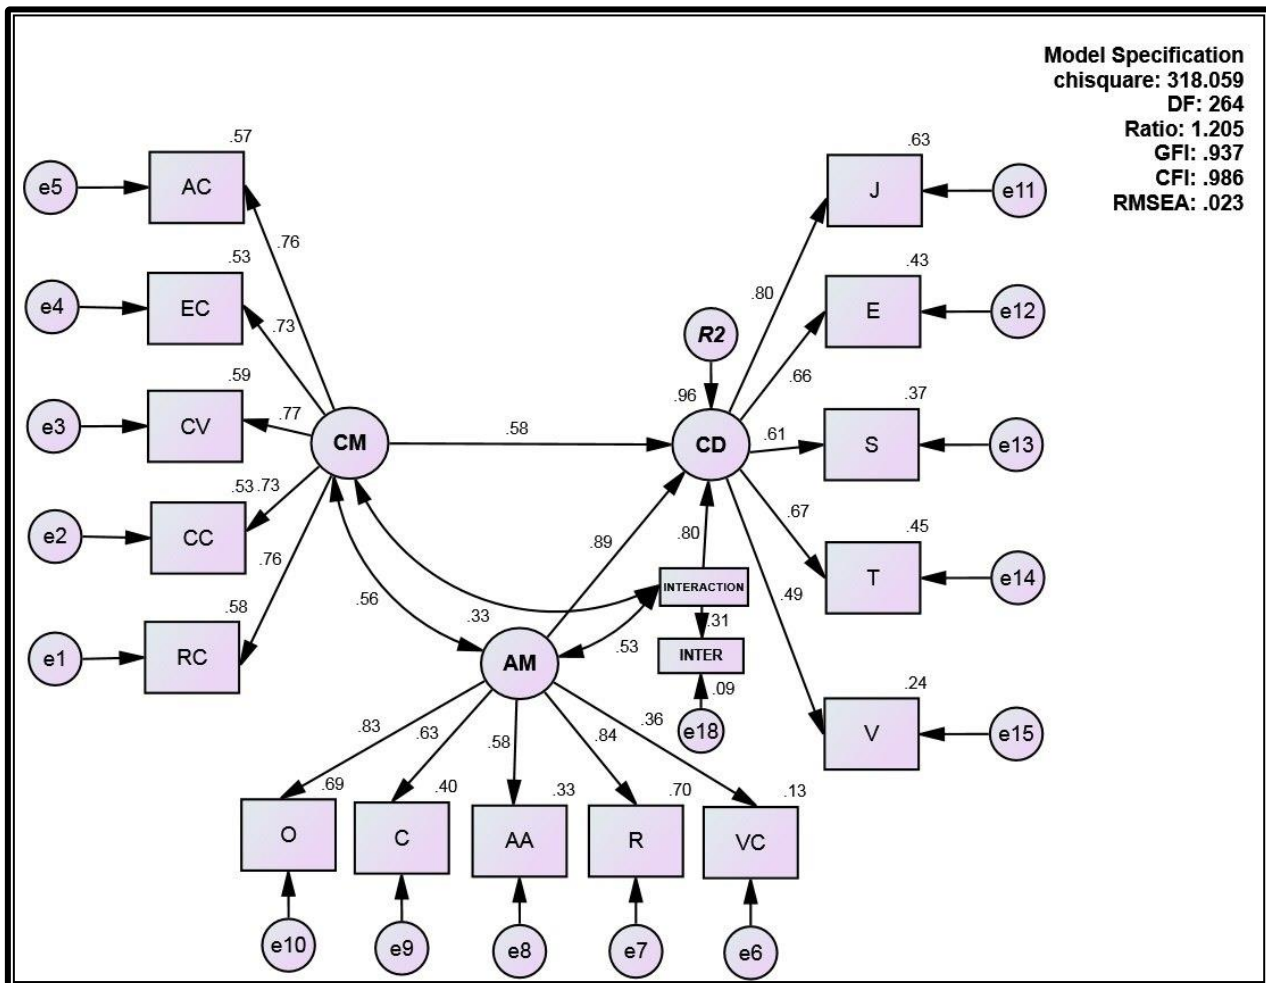 Model Specification
chisquare: 318.059
DF: 264
Ratio: 1.205
GFI: .937
CFI: .986
RMSEA: .023
.57
.63
e5
AC
J
e11
.76
.53
.43
e4
EC
.80
E
e12
.73
R2
.66
.59
.96
.37
e3
CV
.77
CM
.58
CD
.61
S
e13
.53
.73
e2
CC
.67
.45
.76
.89
.80
T
e14
.56
INTERACTION
.49
.58
.33
.31
e1
RC
AM
.53
INTER
.09
.24
.83
.63
.58
.84
.36
e18
V
e15
.69
.40
.33
.70
.13
O
C
AA
R
VC
e10
e9
e8
e7
e6